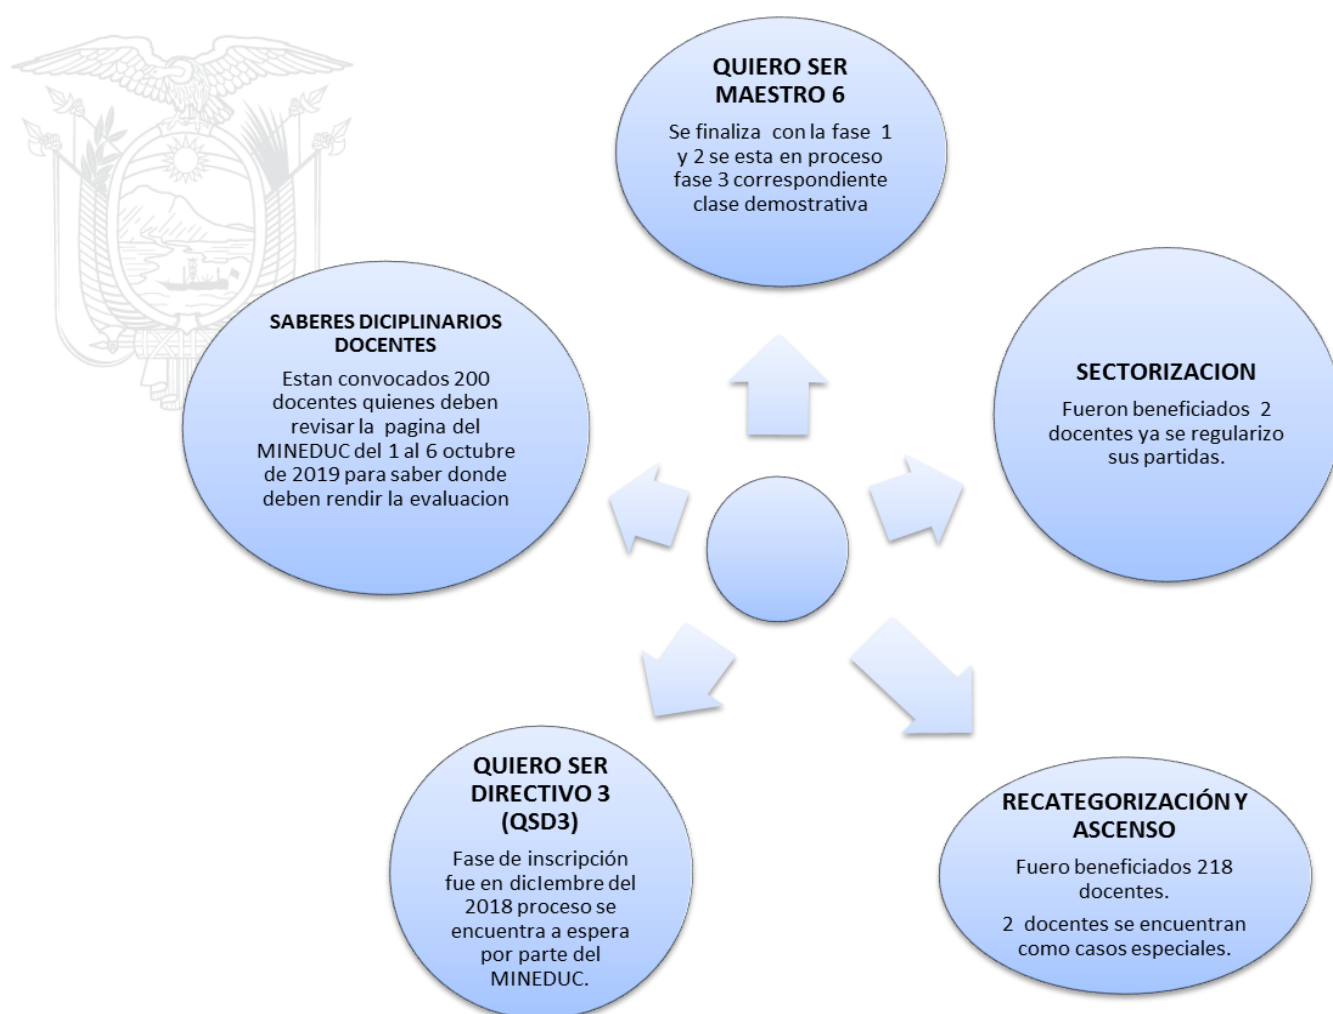 QUIERO SER
MAESTRO 6
Se finaliza con la fase 1
y 2 se esta en proceso
fase 3 correspondiente
clase demostrativa
SECTORIZACION
Fueron beneficiados 2
docentes ya se regularizo
sus partidas.
RECATEGORIZACIÓN Y
ASCENSO
Fuero beneficiados 218
docentes.
2 docentes se encuentran
como casos especiales.
QUIERO SER
DIRECTIVO 3
(QSD3)
Fase de inscripción
fue en dicIembre del
2018 proceso se
encuentra a espera
por parte del
MINEDUC.
SABERES DICIPLINARIOS
DOCENTES
Estan convocados 200
docentes quienes deben
revisar la pagina del
MINEDUC del 1 al 6 octubre
de 2019 para saber donde
deben rendir la evaluacion